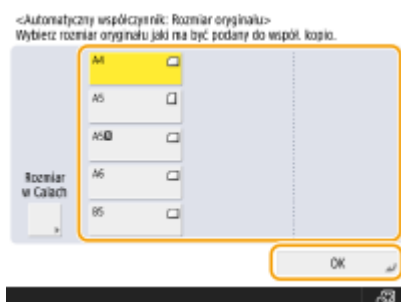 <Automatyczny współczynnik: Rozmiar oryginału>
Wybierz rozmiar oryginału jaki ma być podany do współ. kopio.
A4
A5
A5R
A6
B5
Rozmiar
w Calach
OK